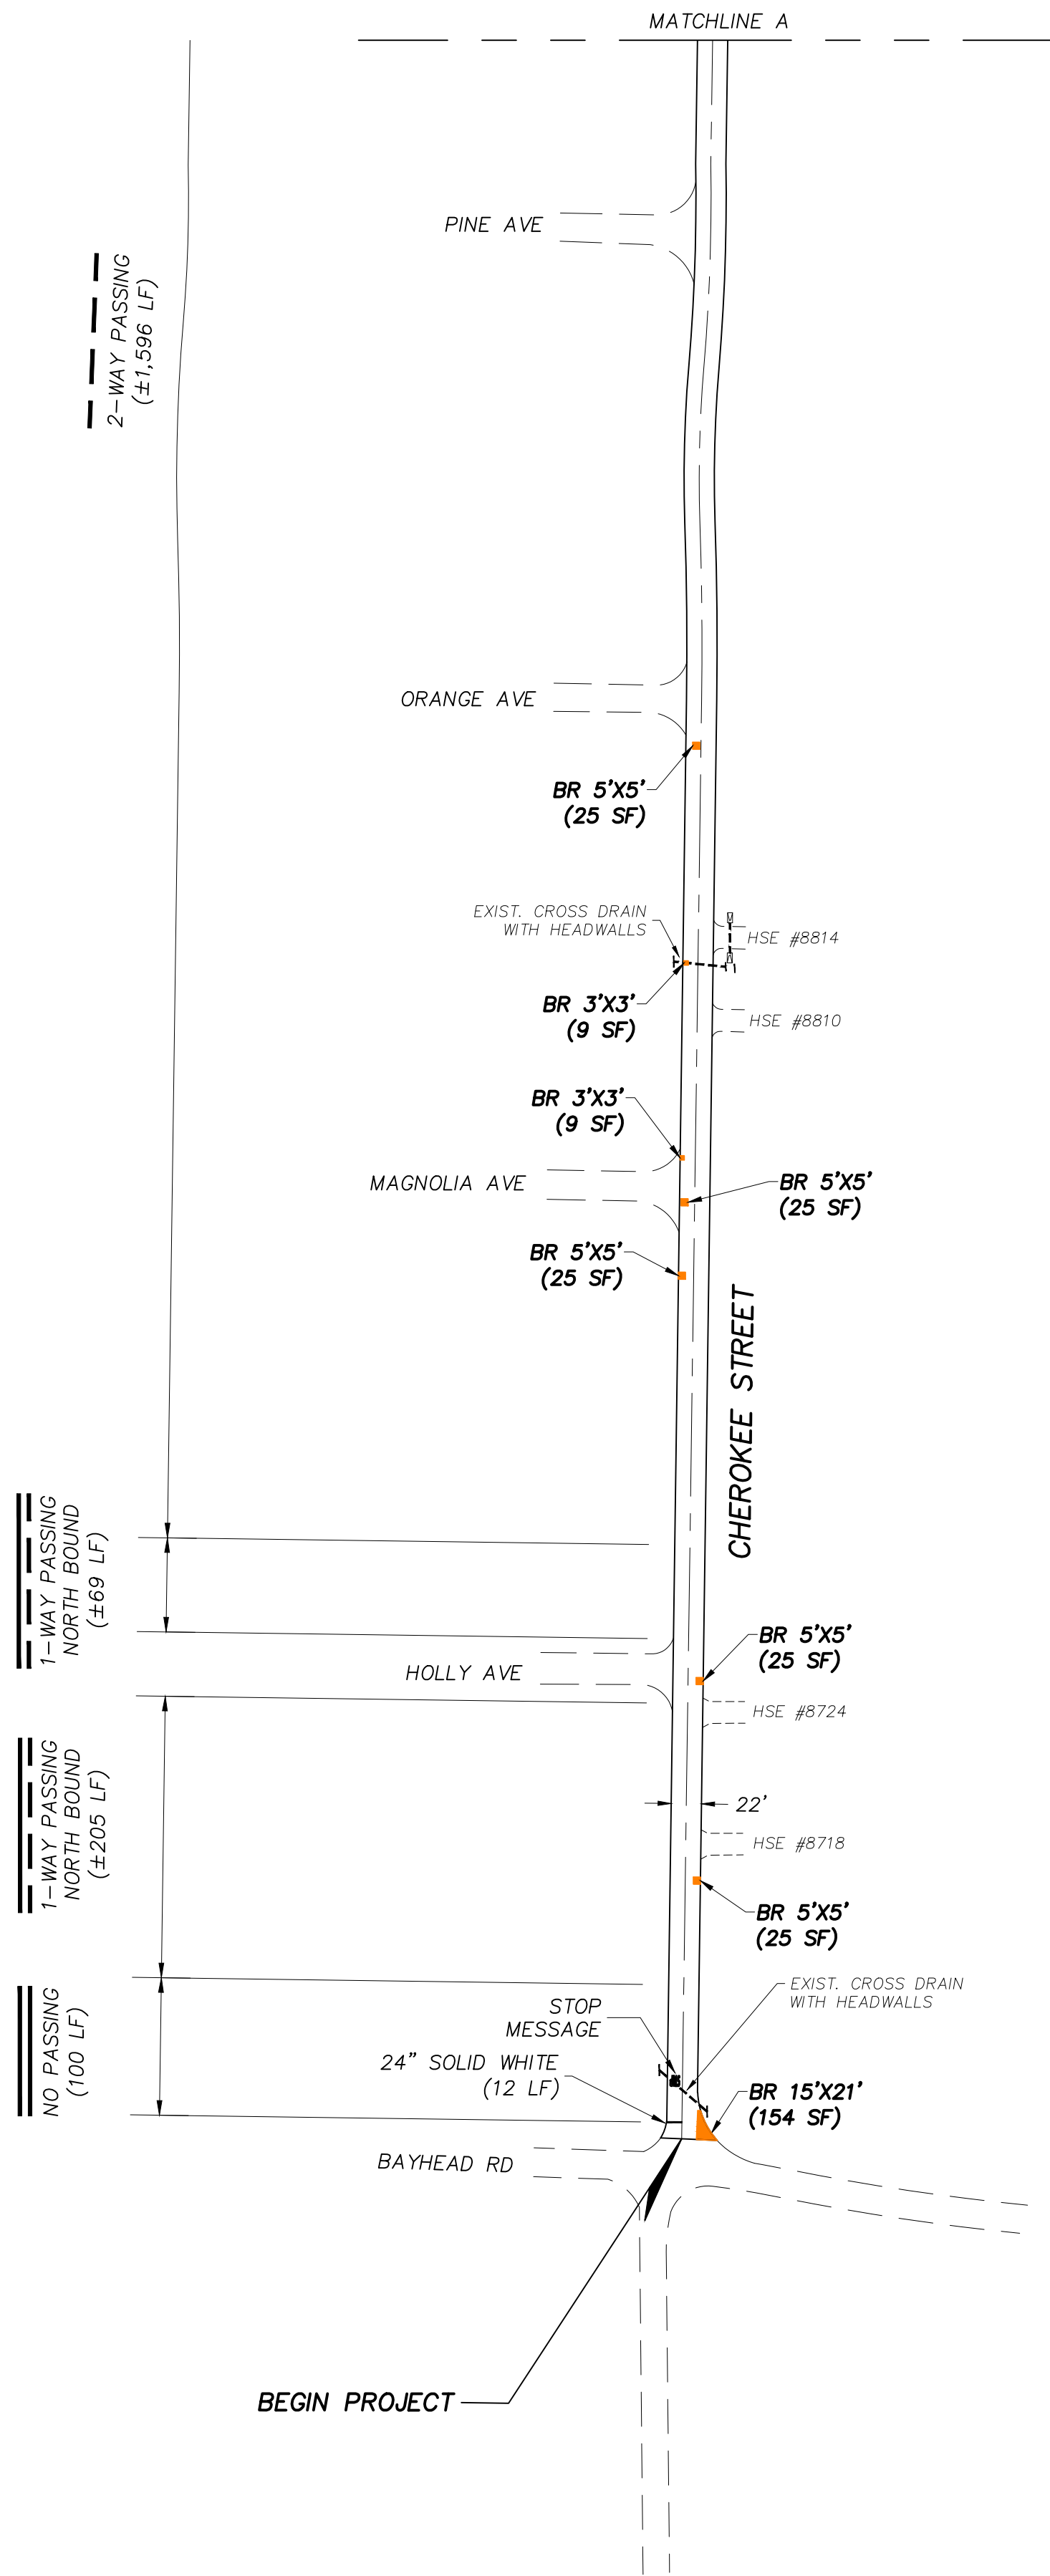 MATCHLINE A
PINE AVE
2-WAY PASSING
(±1,596 LF)
ORANGE AVE
BR 5'X5'
(25 SF)
EXIST. CROSS DRAIN
WITH HEADWALLS
HSE #8814
BR 3'X3'
(9 SF)
HSE #8810
BR 3'X3'
(9 SF)
MAGNOLIA AVE
BR 5'X5'
(25 SF)
BR 5'X5'
(25 SF)
CHEROKEE STREET
1-WAY PASSING
NORTH BOUND
(±69 LF)
BR 5'X5'
(25 SF)
HOLLY AVE
HSE #8724
1-WAY PASSING
NORTH BOUND
(±205 LF)
22'
HSE #8718
BR 5'X5'
(25 SF)
EXIST. CROSS DRAIN
WITH HEADWALLS
NO PASSING
(100 LF)
STOP
MESSAGE
24" SOLID WHITE
(12 LF)
BR 15'X21'
(154 SF)
BAYHEAD RD
BEGIN PROJECT